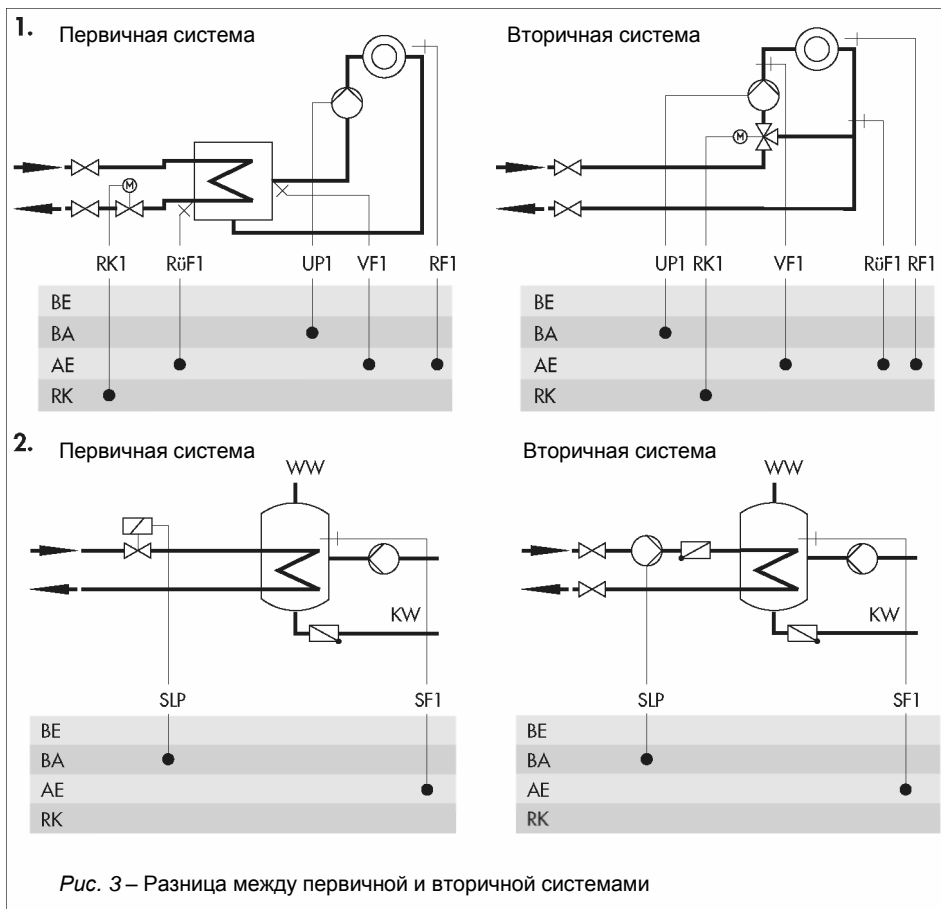 1. Первичная система Вторичная система
M M
RK1 RüF1 UP1 VF1 RF1 UP1 RK1 VF1 RüF1 RF1
BE BE
BA BA
AE AE
RK RK
2. Первичная система Вторичная система
WW WW
KW KW
SLP SF1 SLP SF1
BE BE
BA BA
AE AE
RK RK
Рис. 3 – Разница между первичной и вторичной системами